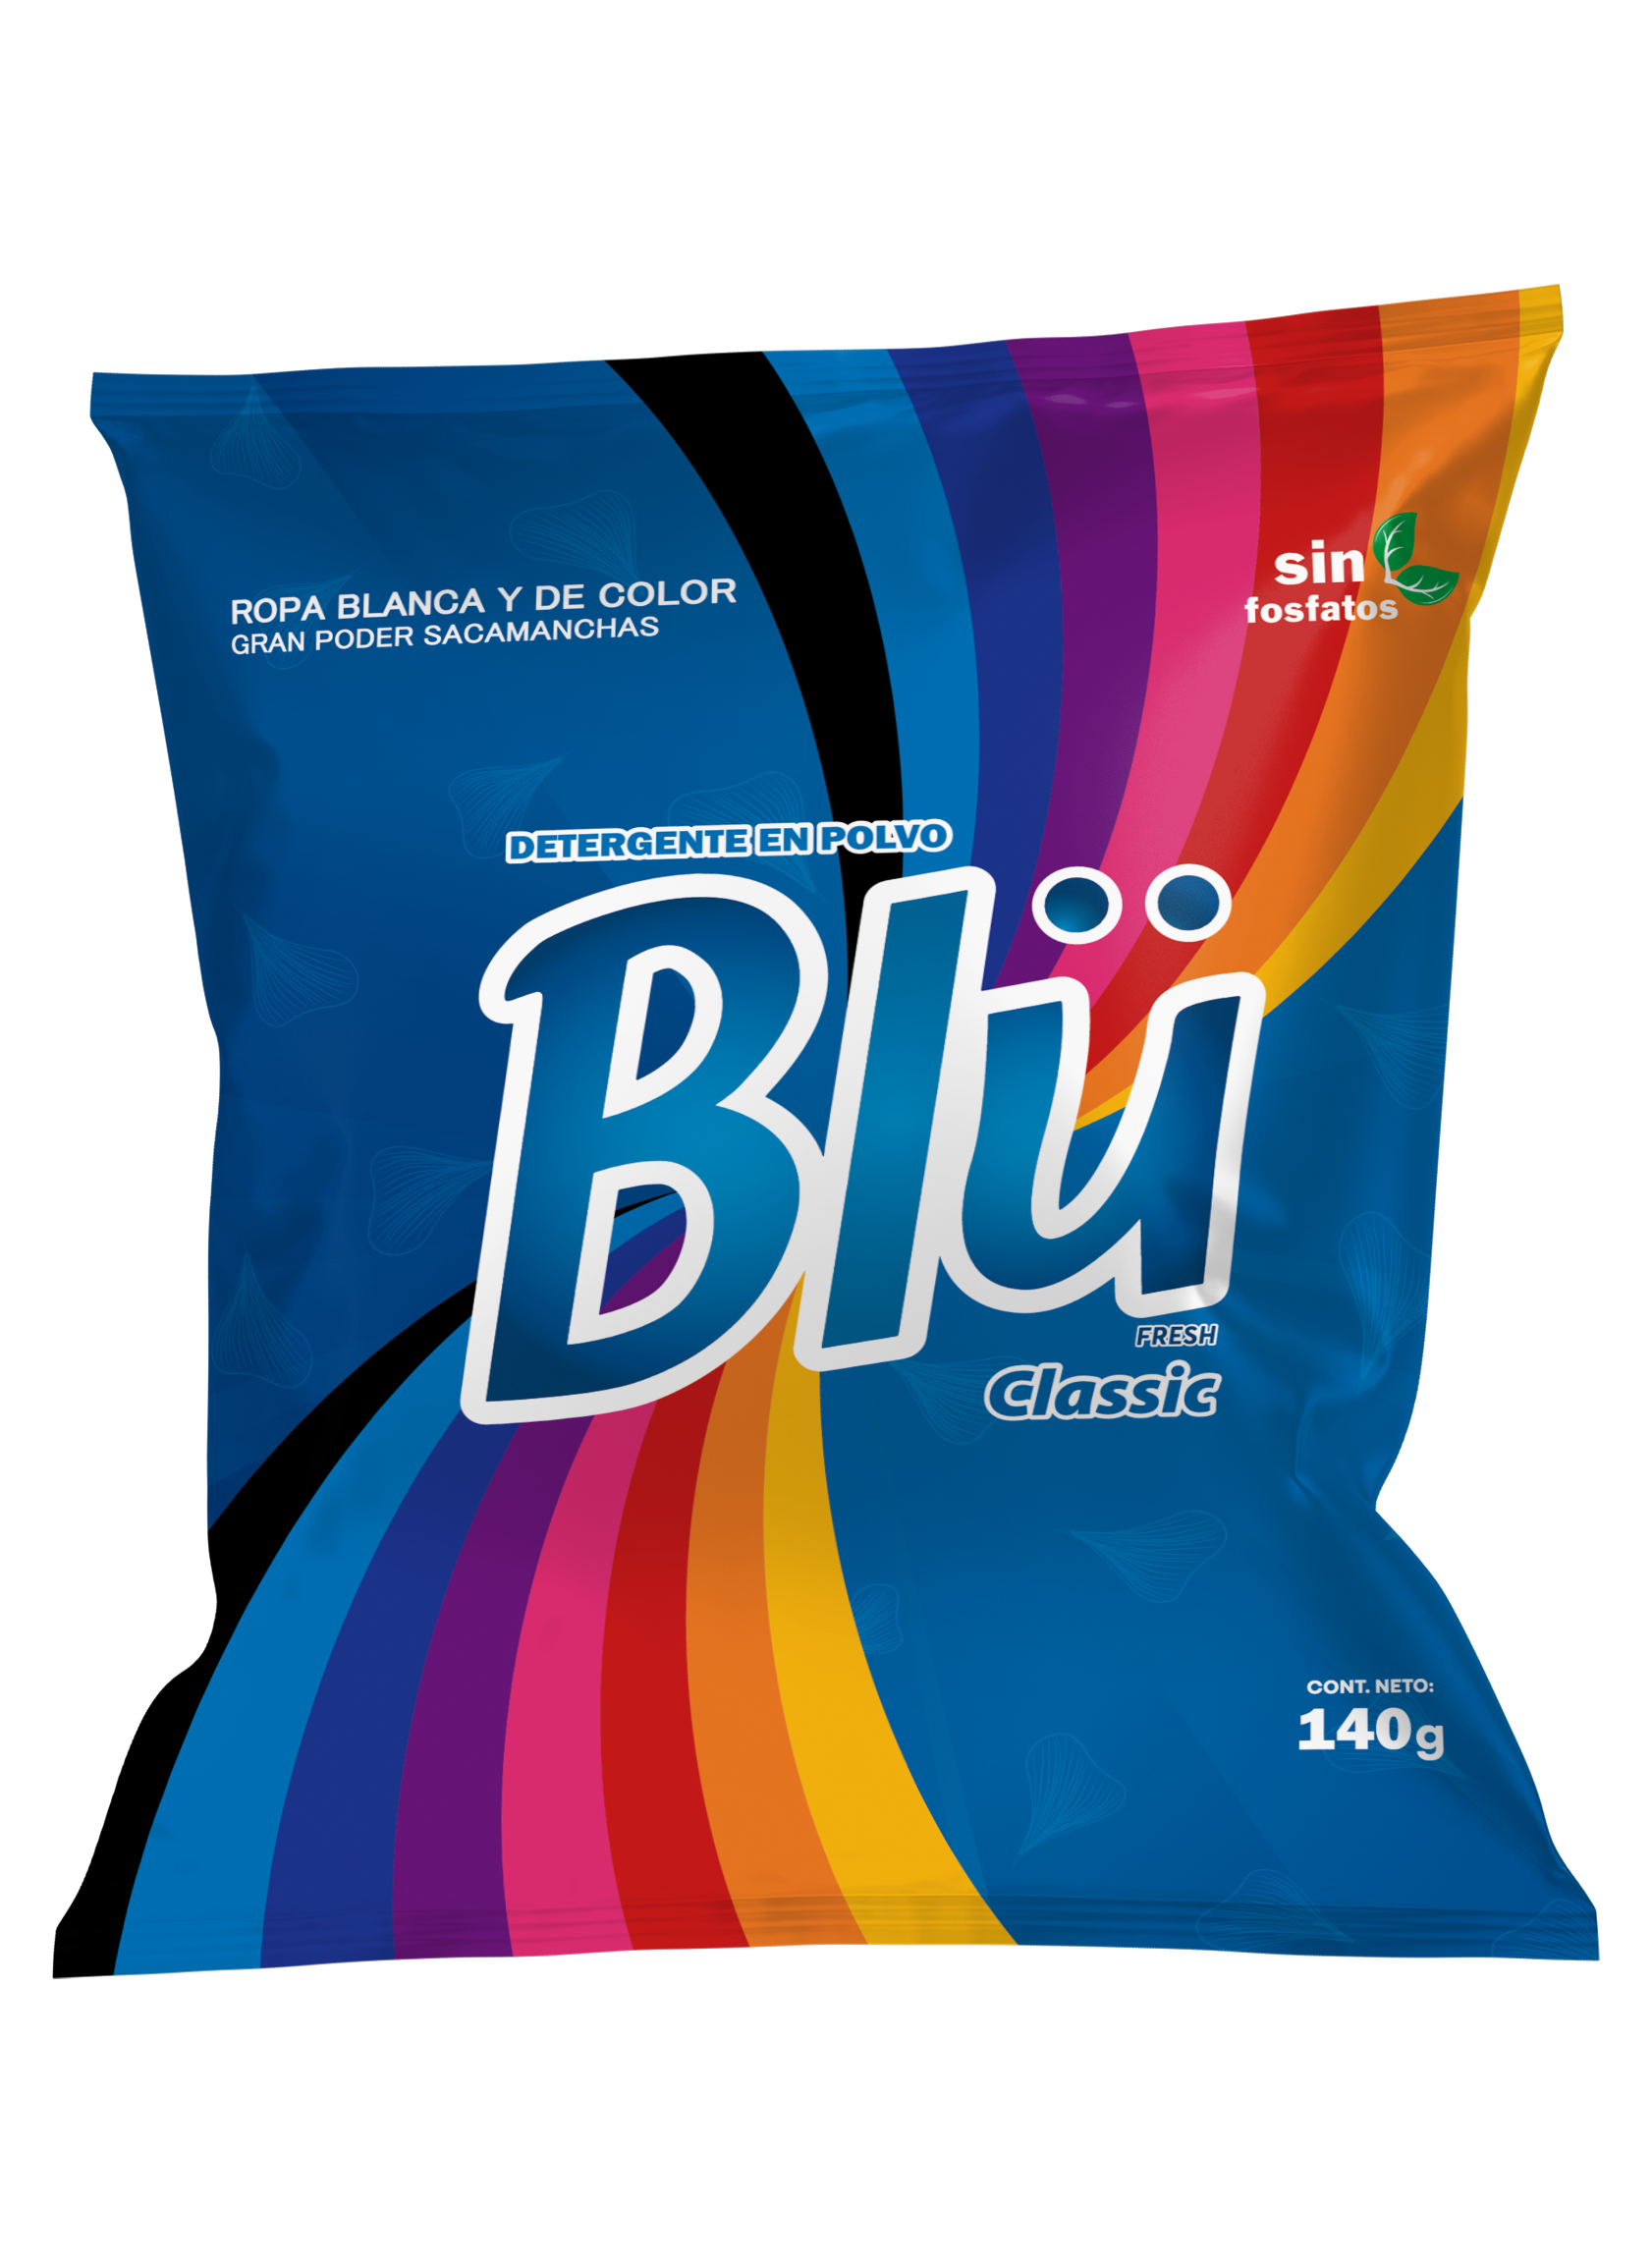 ROPA BLANCA Y DE COLOR
GRAN PODER SACAMANCHAS
sin
fosfatos
DETERGENTE EN POLVO
Blü
FRESH
Classic
CONT. NETO:
140g